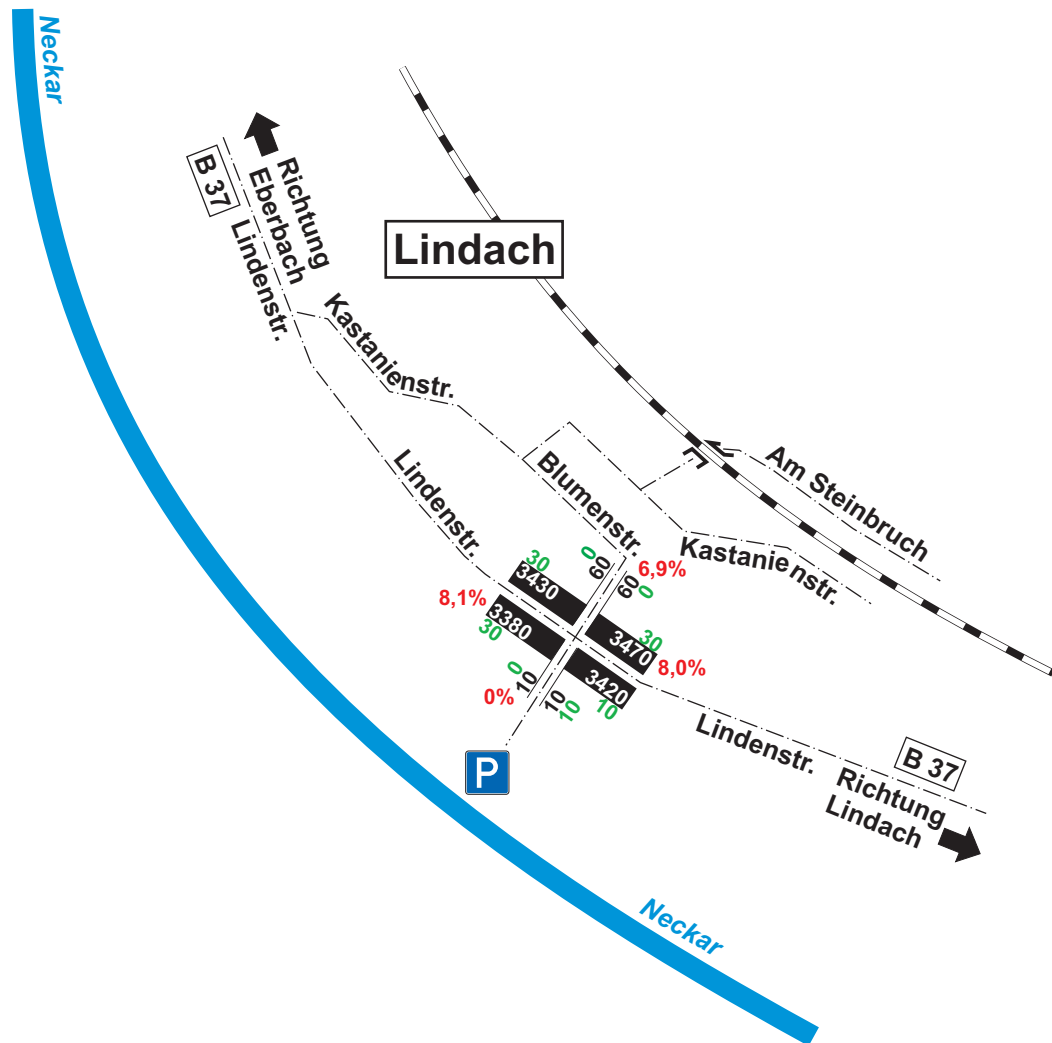 Neckar
B 37
Richtung
Eberbach
Lindenstr.
Lindach
Kastanienstr.
Lindenstr.
Blumenstr.
Am Steinbruch
Kastanienstr.
30
3430
0
60
6,9%
60
0
8,1%
3380
30
3470
30
8,0%
0
10
0%
10
10
3420
10
P
Lindenstr.
B 37
Richtung
Lindach
Neckar